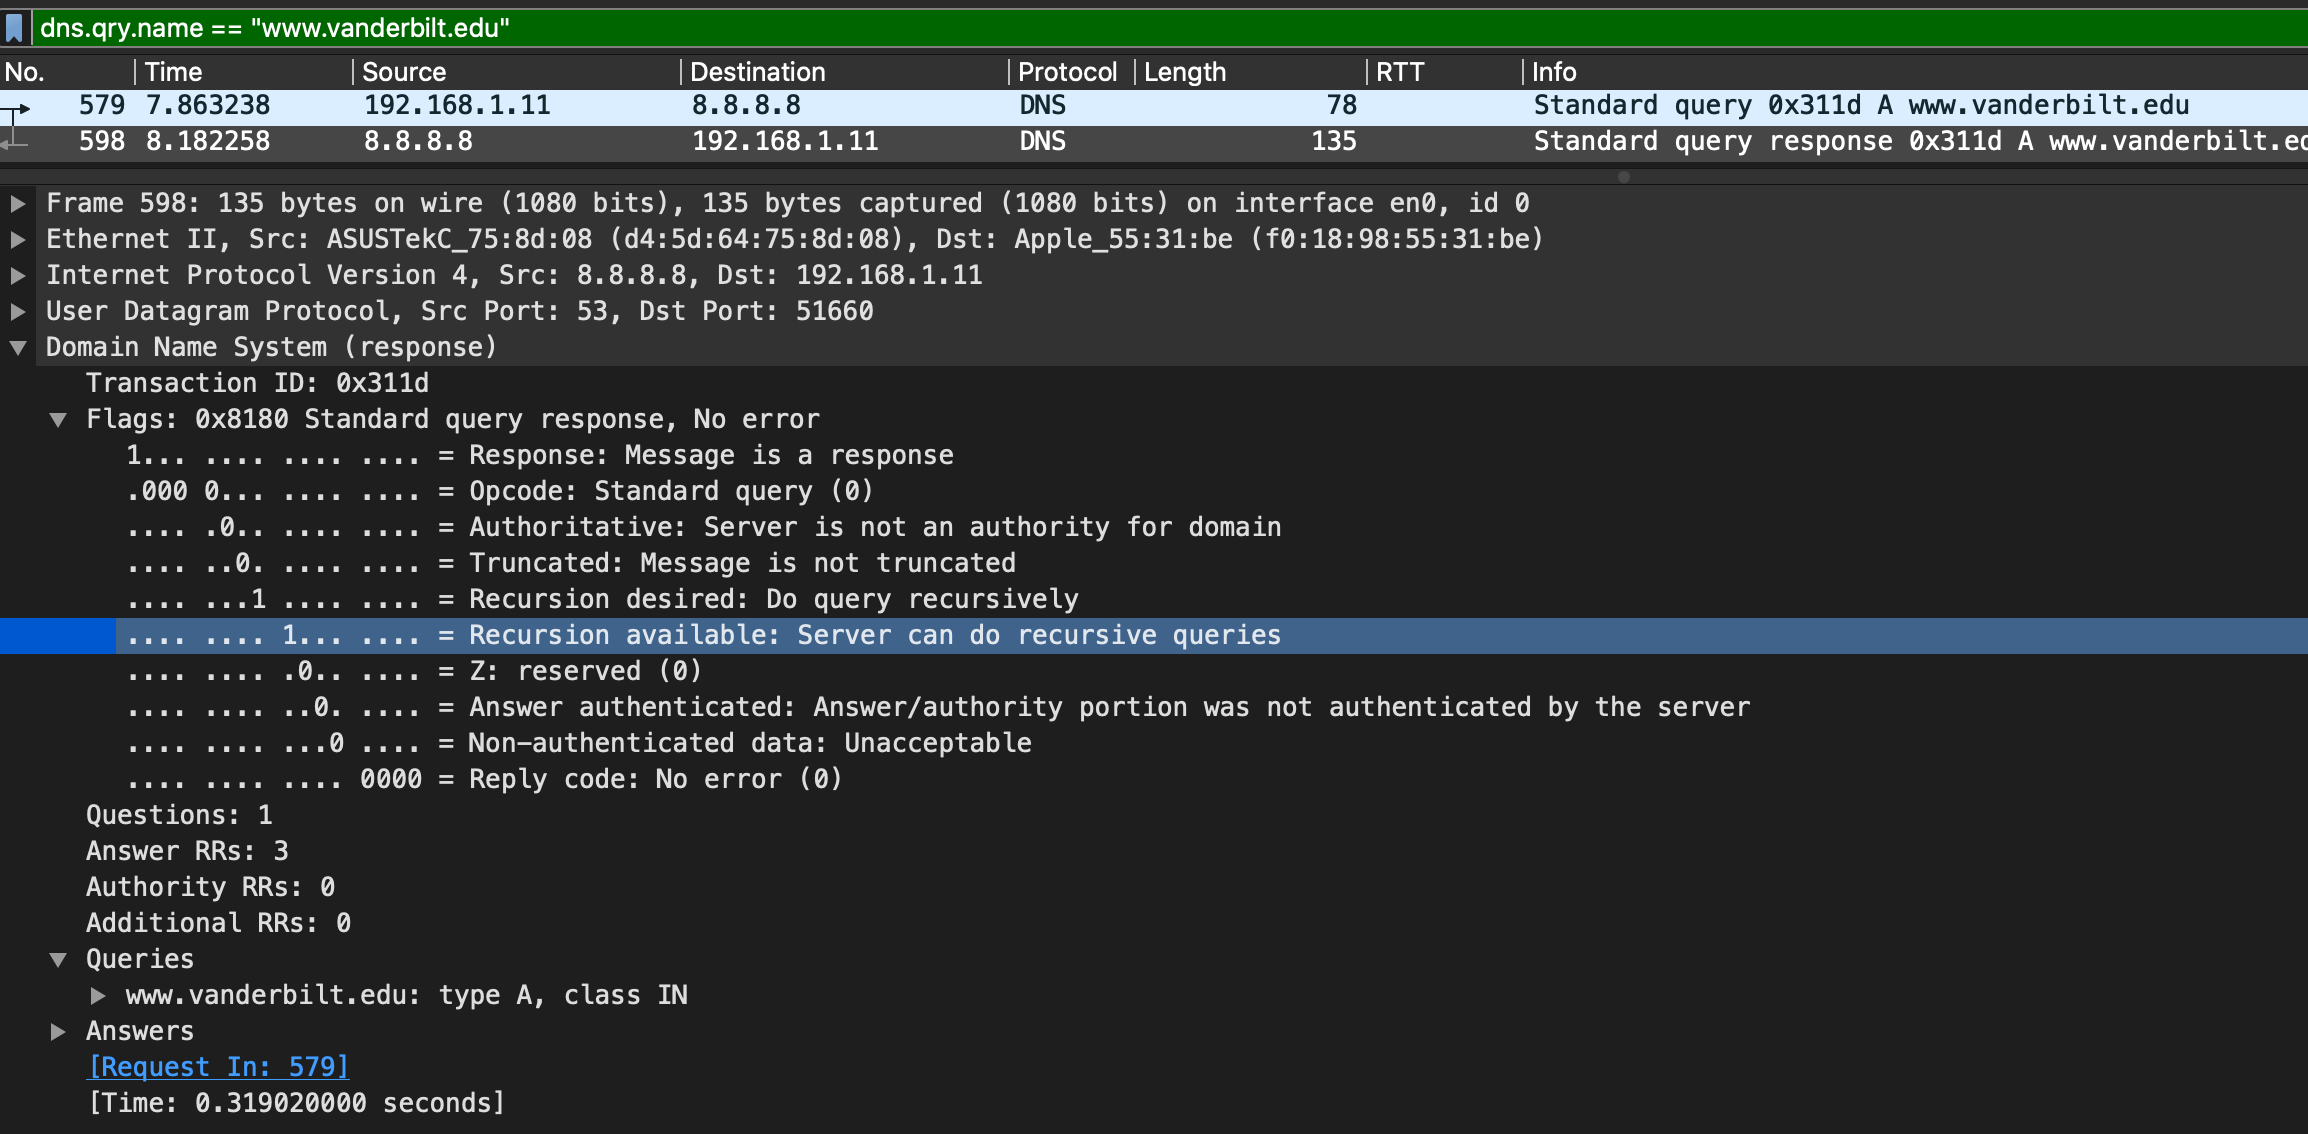 dns.qry.name == "www.vanderbilt.edu"
No. Time Source Destination Protocol Length RTT Info
579 7.863238 192.168.1.11 8.8.8.8 DNS 78 Standard query 0x311d A www.vanderbilt.edu
598 8.182258 8.8.8.8 192.168.1.11 DNS 135 Standard query response 0x311d A www.vanderbilt.ed
Frame 598: 135 bytes on wire (1080 bits), 135 bytes captured (1080 bits) on interface en0, id 0
Ethernet II, Src: ASUSTekC_75:8d:08 (d4:5d:64:75:8d:08), Dst: Apple_55:31:be (f0:18:98:55:31:be)
Internet Protocol Version 4, Src: 8.8.8.8, Dst: 192.168.1.11
User Datagram Protocol, Src Port: 53, Dst Port: 51660
Domain Name System (response)
Transaction ID: 0x311d
Flags: 0x8180 Standard query response, No error
1... .... .... .... = Response: Message is a response
.000 0... .... .... = Opcode: Standard query (0)
.... .0.. .... .... = Authoritative: Server is not an authority for domain
.... ..0. .... .... = Truncated: Message is not truncated
.... ...1 .... .... = Recursion desired: Do query recursively
.... .... 1... .... = Recursion available: Server can do recursive queries
.... .... .0.. .... = Z: reserved (0)
.... .... ..0. .... = Answer authenticated: Answer/authority portion was not authenticated by the server
.... .... ...0 .... = Non-authenticated data: Unacceptable
.... .... .... 0000 = Reply code: No error (0)
Questions: 1
Answer RRs: 3
Authority RRs: 0
Additional RRs: 0
Queries
www.vanderbilt.edu: type A, class IN
Answers
[Request In: 579]
[Time: 0.319020000 seconds]